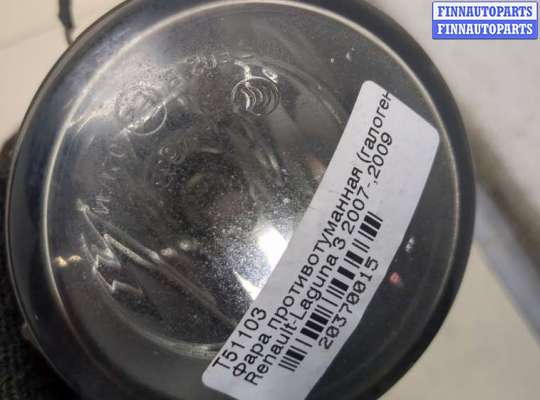 FINNAUTOPARTS
FINNAUTOPARTS
T51103
Фара противотуманная (галоген
Renault-Laguna 3 2007-,2009
20370015